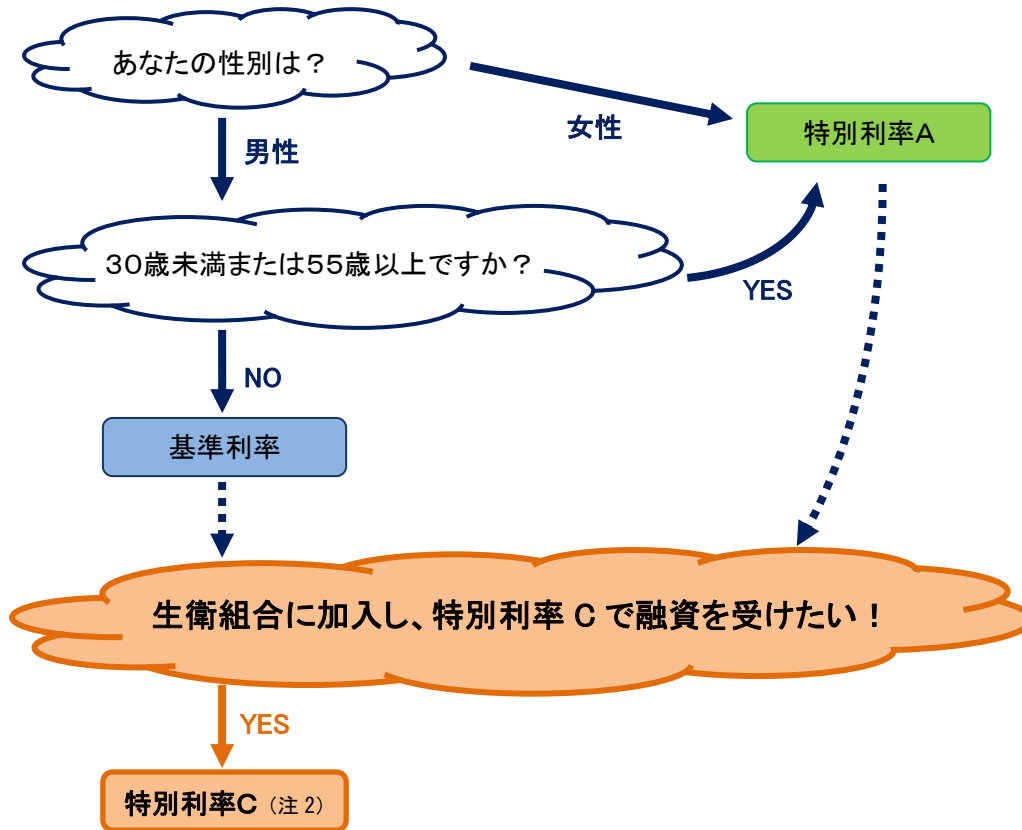 あなたの性別は？
女性
特別利率A
男性
30歳未満または55歳以上ですか？
YES
NO
基準利率
生衛組合に加入し、特別利率 C で融資を受けたい！
YES
特別利率C（注 2）